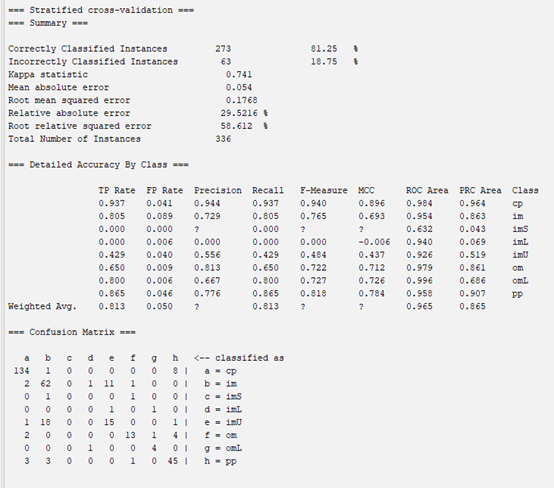 === Stratified cross-validation ===
=== Summary ===
Correctly Classified Instances 273 81.25 %
Incorrectly Classified Instances 63 18.75 %
Kappa statistic 0.741
Mean absolute error 0.054
Root mean squared error 0.1768
Relative absolute error 29.5216 %
Root relative squared error 58.612 %
Total Number of Instances 336
=== Detailed Accuracy By Class ===
TP Rate FP Rate Precision Recall F-Measure MCC ROC Area PRC Area Class
0.937 0.041 0.944 0.937 0.940 0.896 0.984 0.964 cp
0.805 0.089 0.729 0.805 0.765 0.693 0.954 0.863 im
0.000 0.000 ? 0.000 ? ? 0.632 0.043 imS
0.000 0.006 0.000 0.000 0.000 -0.006 0.940 0.069 imL
0.429 0.040 0.556 0.429 0.484 0.437 0.926 0.519 imU
0.650 0.009 0.813 0.650 0.722 0.712 0.979 0.861 om
0.800 0.006 0.667 0.800 0.727 0.726 0.996 0.686 omL
0.865 0.046 0.776 0.865 0.818 0.784 0.958 0.907 pp
Weighted Avg. 0.813 0.050 ? 0.813 ? ? 0.965 0.865
=== Confusion Matrix ===
a b c d e f g h <-- classified as
134 1 0 0 0 0 0 8 | a = cp
2 62 0 1 11 1 0 0 | b = im
0 1 0 0 0 1 0 0 | c = imS
0 0 0 0 1 0 1 0 | d = imL
1 18 0 0 15 0 0 1 | e = imU
2 0 0 0 0 13 1 4 | f = om
0 0 0 1 0 0 4 0 | g = omL
3 3 0 0 0 1 0 45 | h = pp